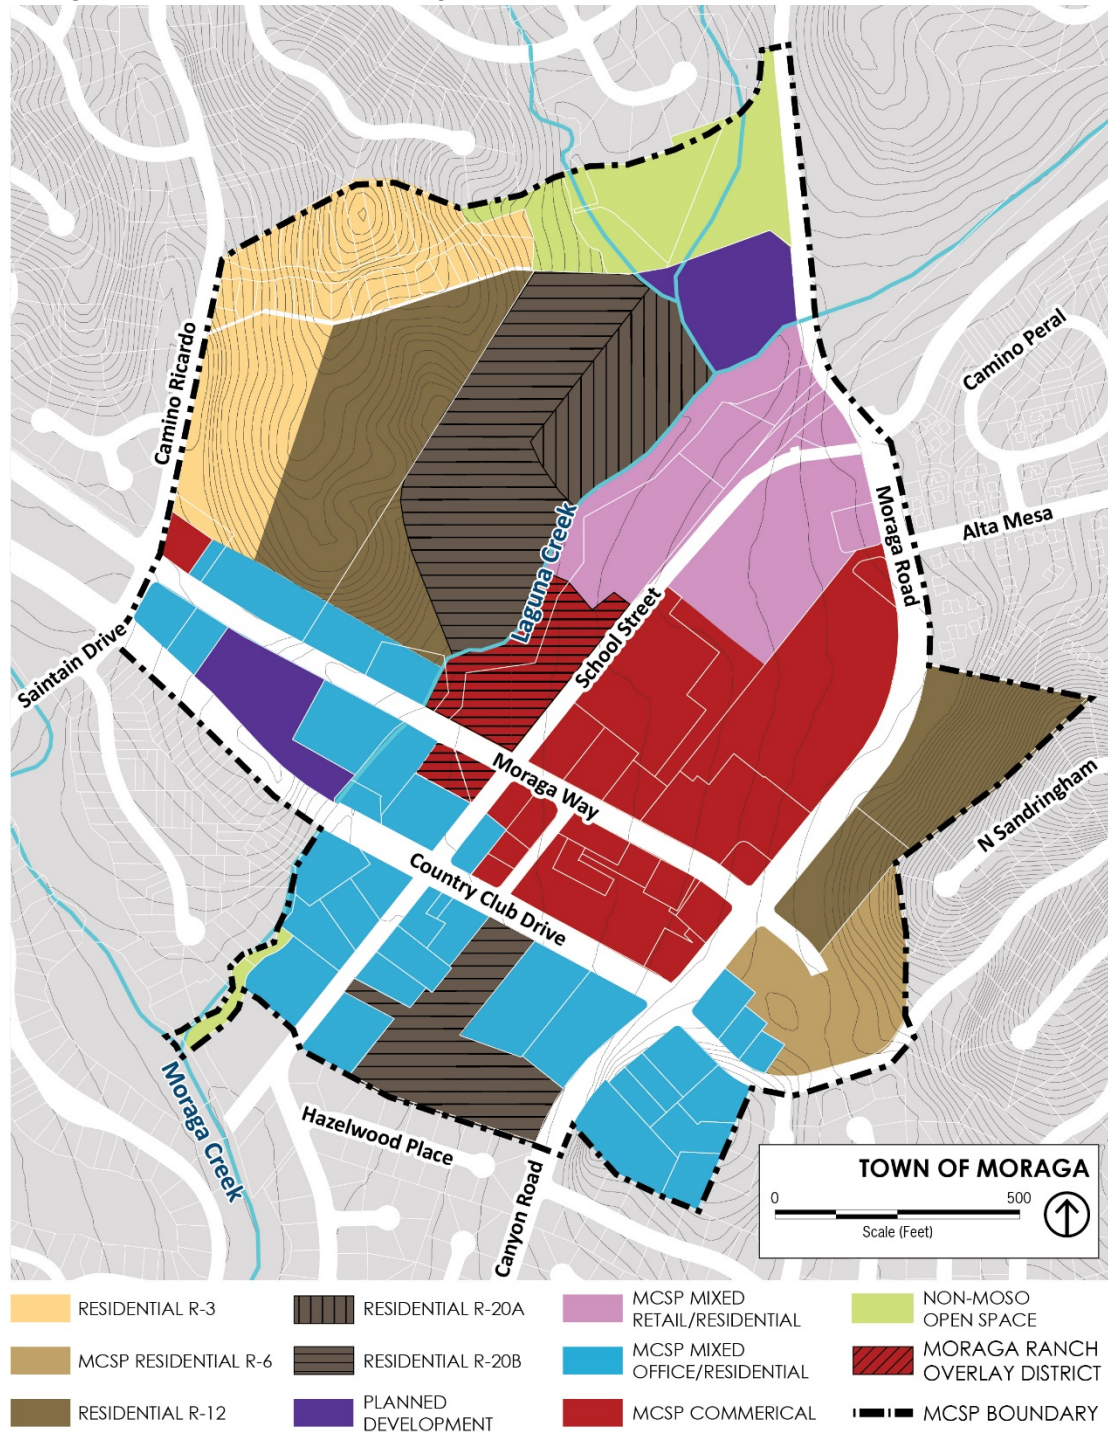 Camino Ricardo
Camino Peral
Alta Mesa
Moraga Road
Laguna Creek
School Street
Saintain Drive
N Sandringham
Moraga Way
Country Club Drive
Moraga Creek
Hazelwood Place
Canyon Road
TOWN OF MORAGA
0 500
Scale (Feet)
RESIDENTIAL R-3
MCSP RESIDENTIAL R-6
RESIDENTIAL R-12
RESIDENTIAL R-20A
RESIDENTIAL R-20B
PLANNED
DEVELOPMENT
MCSP MIXED
RETAIL/RESIDENTIAL
MCSP MIXED
OFFICE/RESIDENTIAL
MCSP COMMERICAL
NON-MOSO
OPEN SPACE
MORAGA RANCH
OVERLAY DISTRICT
MCSP BOUNDARY